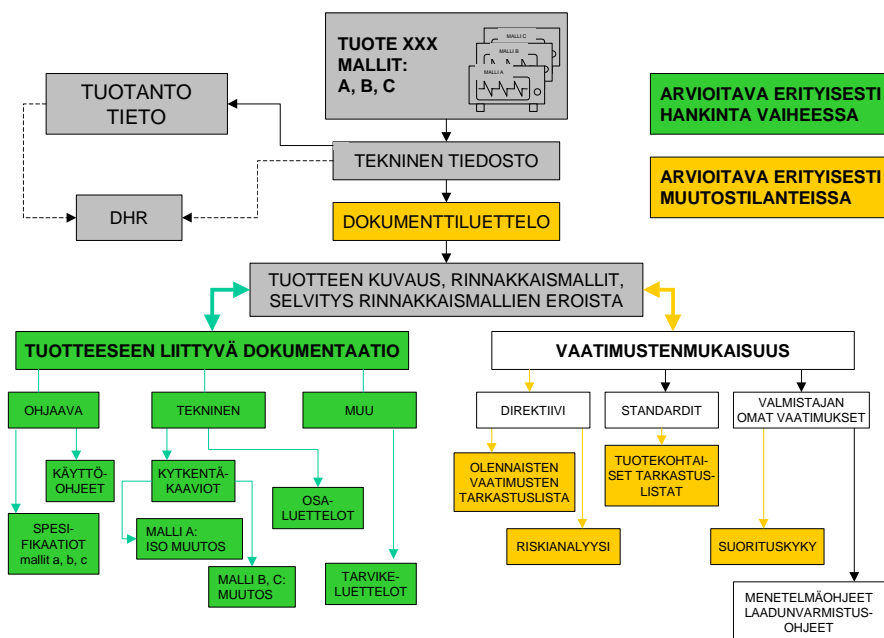 TUOTE XXX
MALLIT:
A, B, C
MALLI C
MALLI B
MALLI A
TUOTANTO
TIETO
ARVIOITAVA ERITYISESTI
HANKINTA VAIHEESSA
TEKNINEN TIEDOSTO
ARVIOITAVA ERITYISESTI
MUUTOSTILANTEISSA
DHR
DOKUMENTTILUETTELO
TUOTTEEN KUVAUS, RINNAKKAISMALLIT,
SELVITYS RINNAKKAISMALLIEN EROISTA
TUOTTEESEEN LIITTYVÄ DOKUMENTAATIO
VAATIMUSTENMUKAISUUS
OHJAAVA
TEKNINEN
MUU
DIREKTIIVI
STANDARDIT
VALMISTAJAN
OMAT VAATIMUKSET
KÄYTTÖ-
OHJEET
KYTKENTÄ-
KAAVIOT
OSA-
LUETTELOT
OLENNAISTEN
VAATIMUSTEN
TARKASTUSLISTA
TUOTEKOHTAI-
SET TARKASTUS-
LISTAT
SPESI-
FIKAATIOT
mallit a, b, c
MALLI A:
ISO MUUTOS
MALLI B, C:
MUUTOS
TARVIKE-
LUETTELOT
RISKIANALYYSI
SUORITUSKYKY
MENETELMÄOHJEET
LAADUNVARMISTUS-
OHJEET